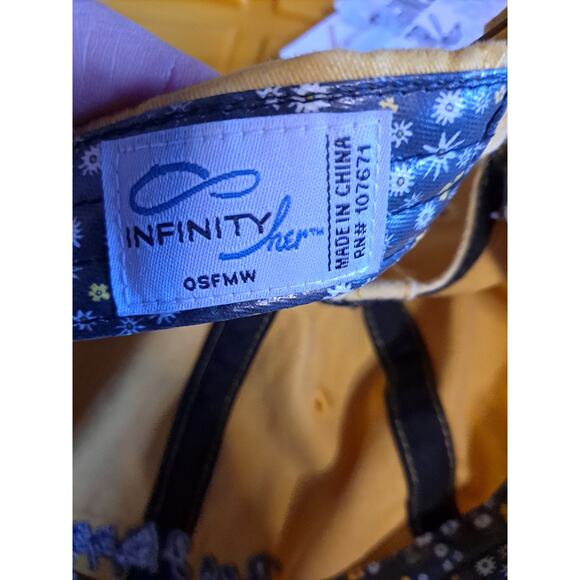 INFINITY her™
OSFMW
MADE IN CHINA
RN# 107671